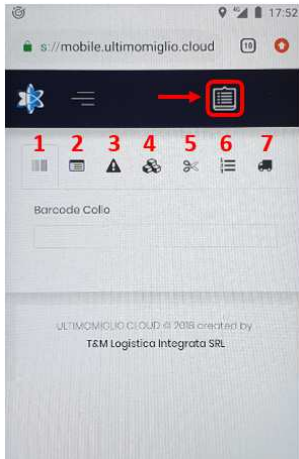 17:52
s://mobile.ultimomiglio.cloud 18
1 2 3 4 5 6 7
Barcode Collo
ULTIMOMIGLIO CLOUD @ 2018 created by
T&M Logistica Integrata SRL